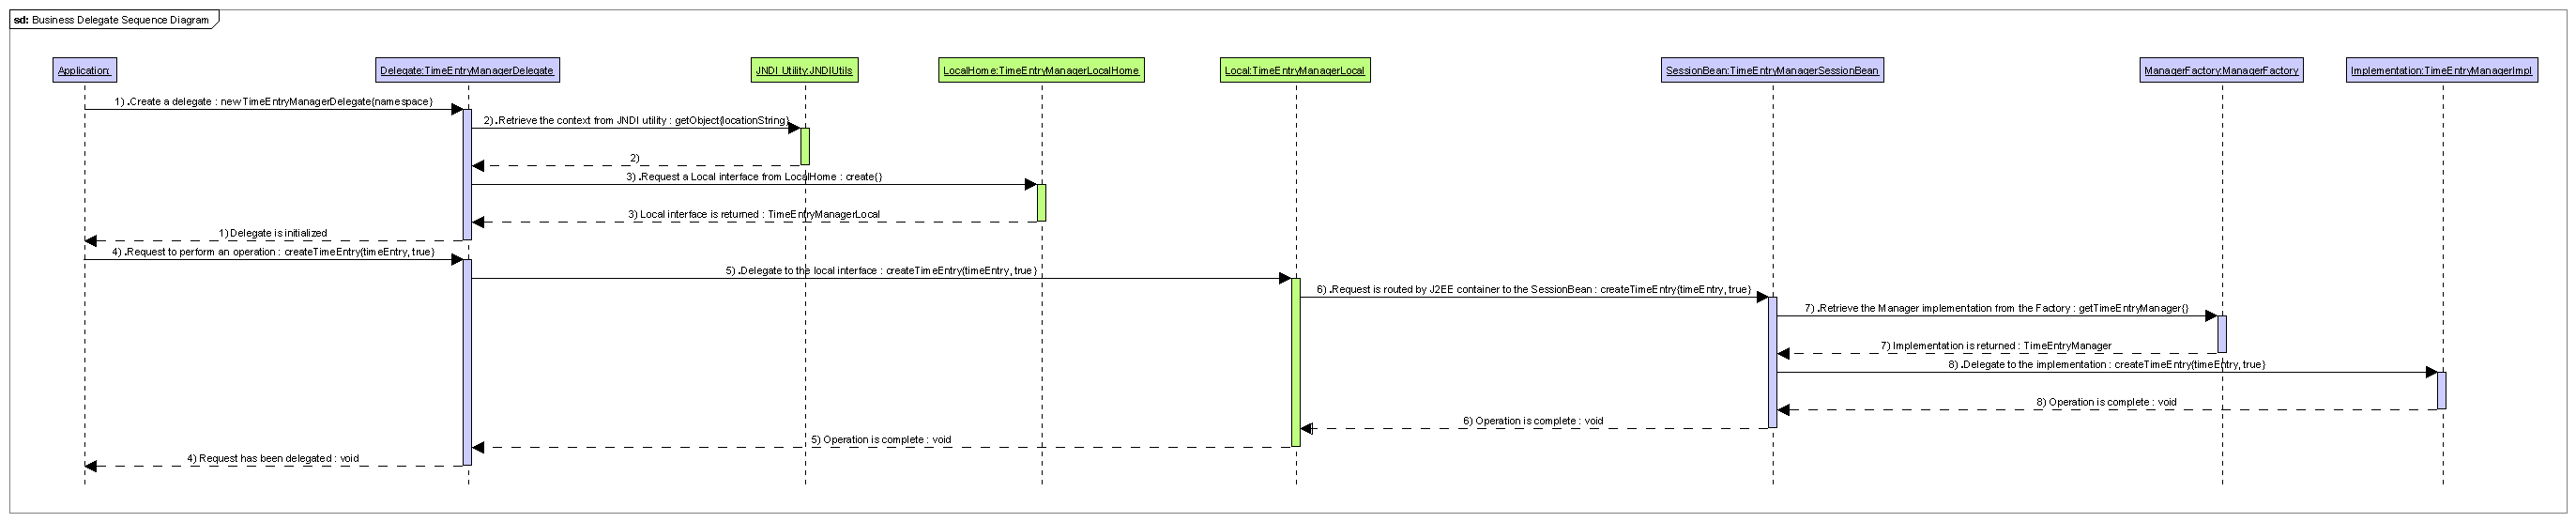 sd: Business Delegate Sequence Diagram
Application:
Delegate:TimeEntryManagerDelegate
JNDI Utility:JNDIUtils
LocalHome:TimeEntryManagerLocalHome
Local:TimeEntryManagerLocal
SessionBean:TimeEntryManagerSessionBean
ManagerFactory:ManagerFactory
Implementation:TimeEntryManagerImpl
1) .Create a delegate : new TimeEntryManagerDelegate{namespace}
2) .Retrieve the context from JNDI utility : getObject{locationString}
2)
3) .Request a Local interface from LocalHome : create{}
3) Local interface is returned : TimeEntryManagerLocal
1) Delegate is initialized
4) .Request to perform an operation : createTimeEntry{timeEntry, true}
5) .Delegate to the local interface : createTimeEntry{timeEntry, true}
6) .Request is routed by J2EE container to the SessionBean : createTimeEntry{timeEntry, true}
7) .Retrieve the Manager implementation from the Factory : getTimeEntryManager{}
7) Implementation is returned : TimeEntryManager
8) .Delegate to the implementation : createTimeEntry{timeEntry, true}
8) Operation is complete : void
6) Operation is complete : void
5) Operation is complete : void
4) Request has been delegated : void